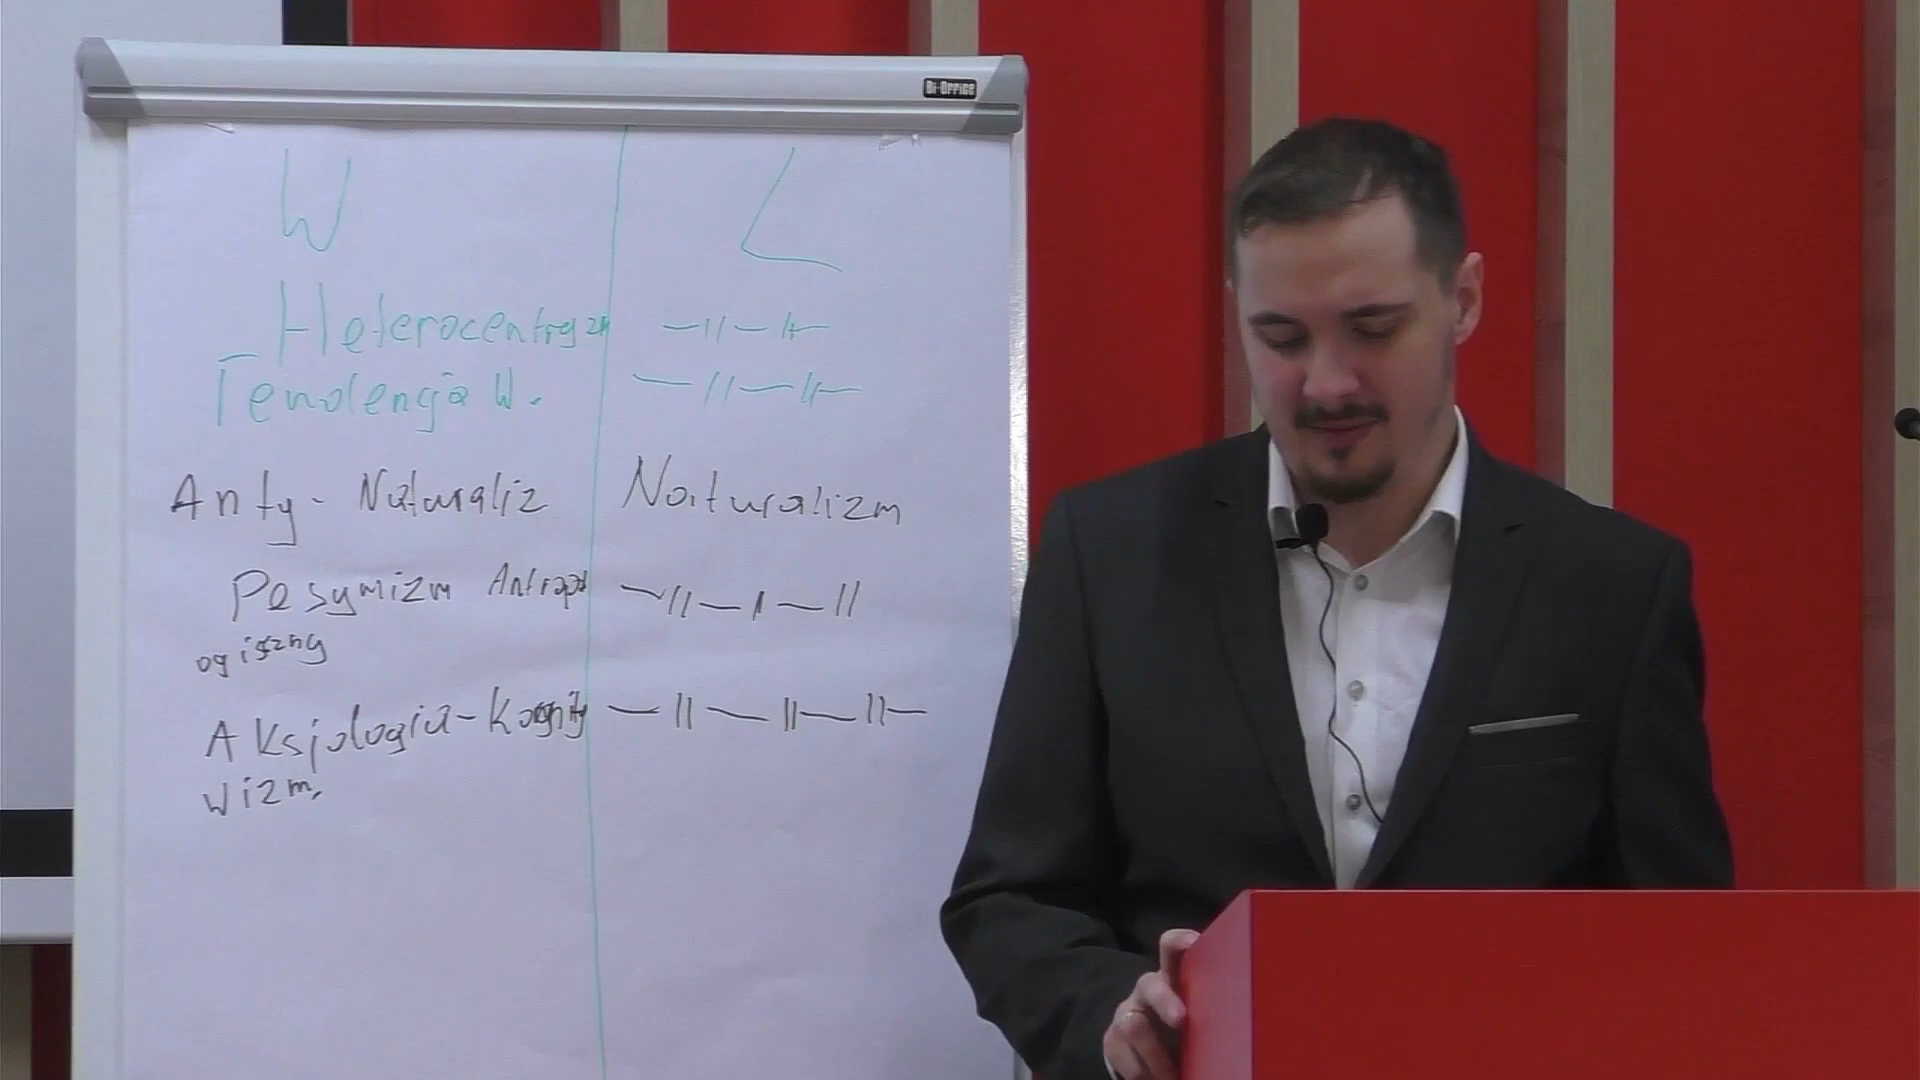 Bi-Office
W L
Heterocentryzm —||—||—
Tendencja W. —||—||—
Anty-Naturaliz Naturalizm
Pesymizm Antropol —||—|—||
ogiczny
Aksjologia-Kognity —||—||—||—
wizm.